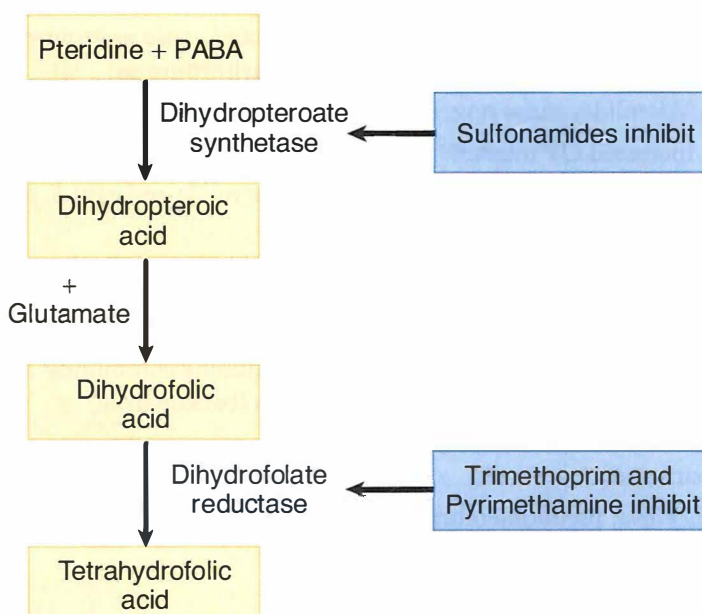 Pteridine + PABA
Dihydropteroate
synthetase
Sulfonamides inhibit
Dihydropteroic
acid
+
Glutamate
Dihydrofolic
acid
Dihydrofolate
reductase
Trimethoprim and
Pyrimethamine inhibit
Tetrahydrofolic
acid